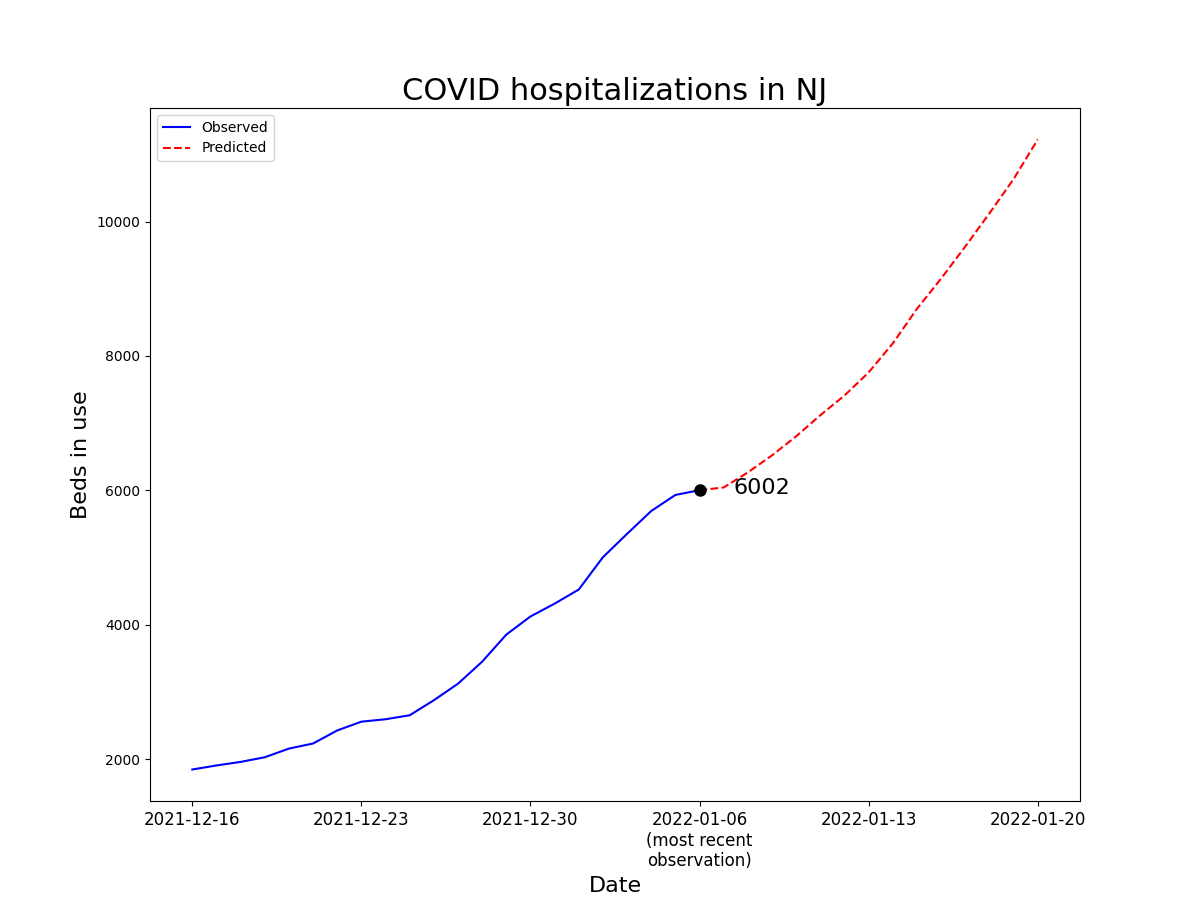 COVID hospitalizations in NJ
Observed
Predicted
10000
8000
6000
4000
2000
Beds in use
6002
2021-12-16
2021-12-23
2021-12-30
2022-01-06
(most recent
observation)
2022-01-13
2022-01-20
Date